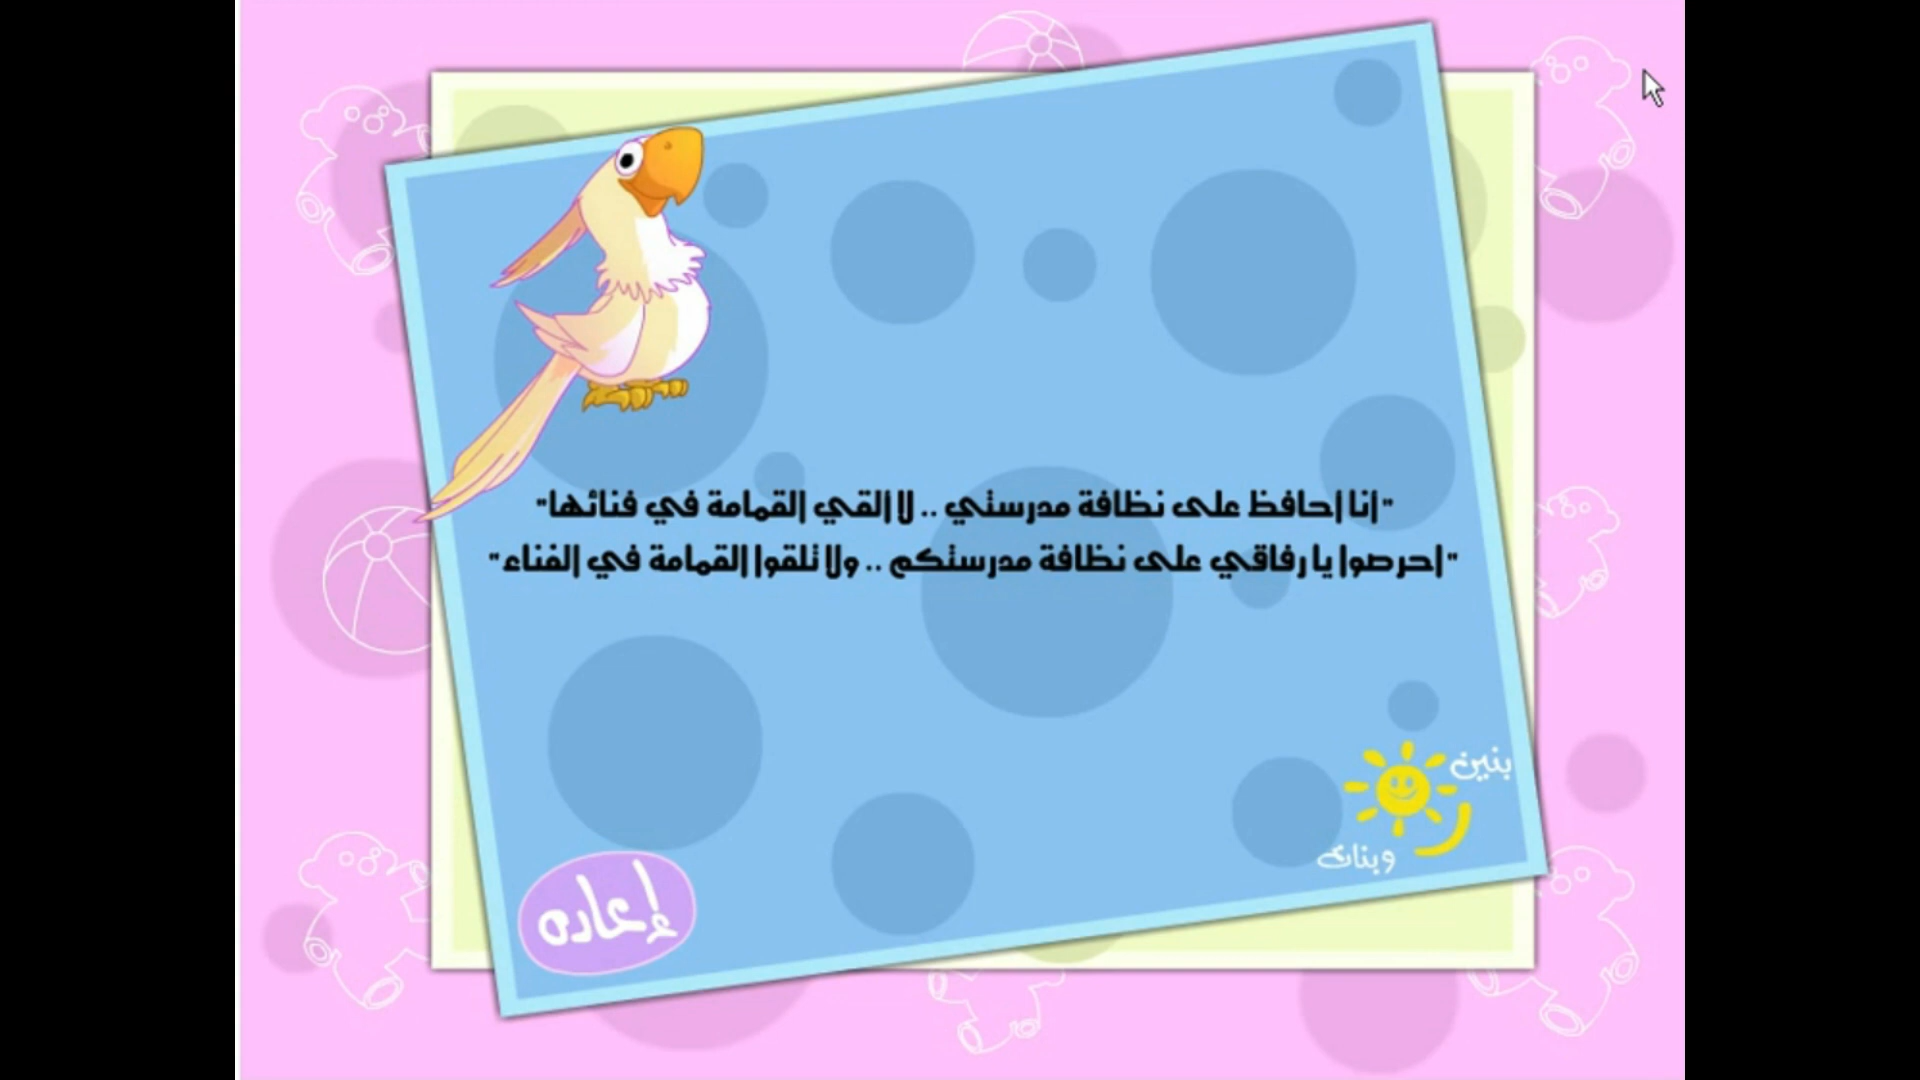 "أنا أحافظ على نظافة مدرستي .. لا ألقي القمامة في فنائها"
"احرصوا يا رفاقي على نظافة مدرستكم .. ولا تلقوا القمامة في الفناء"
بنين
و بنات
إعاده